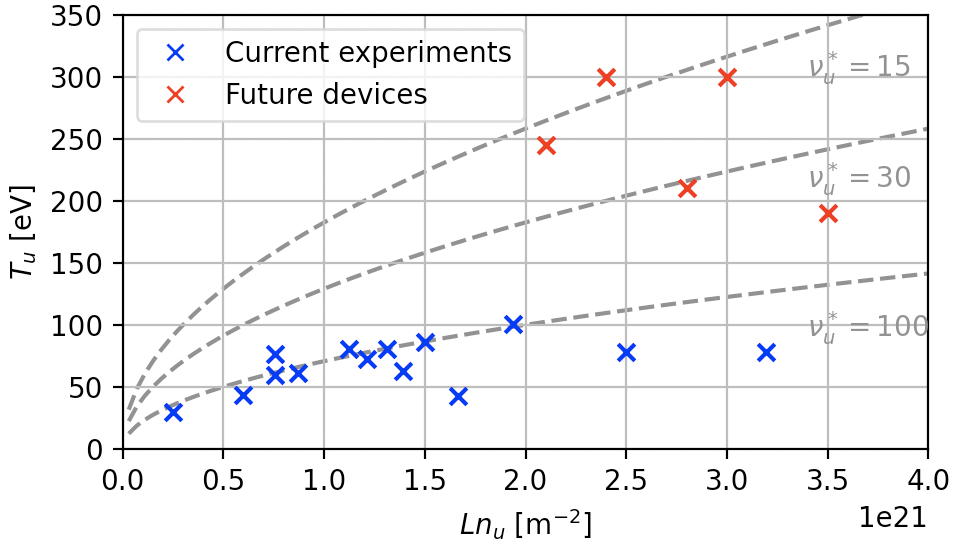 350
300
250
200
150
100
50
0
T_u [eV]
Current experiments
Future devices
ν_u^* = 15
ν_u^* = 30
ν_u^* = 100
0.0 0.5 1.0 1.5 2.0 2.5 3.0 3.5 4.0
1e21
Ln_u [m^{-2}]